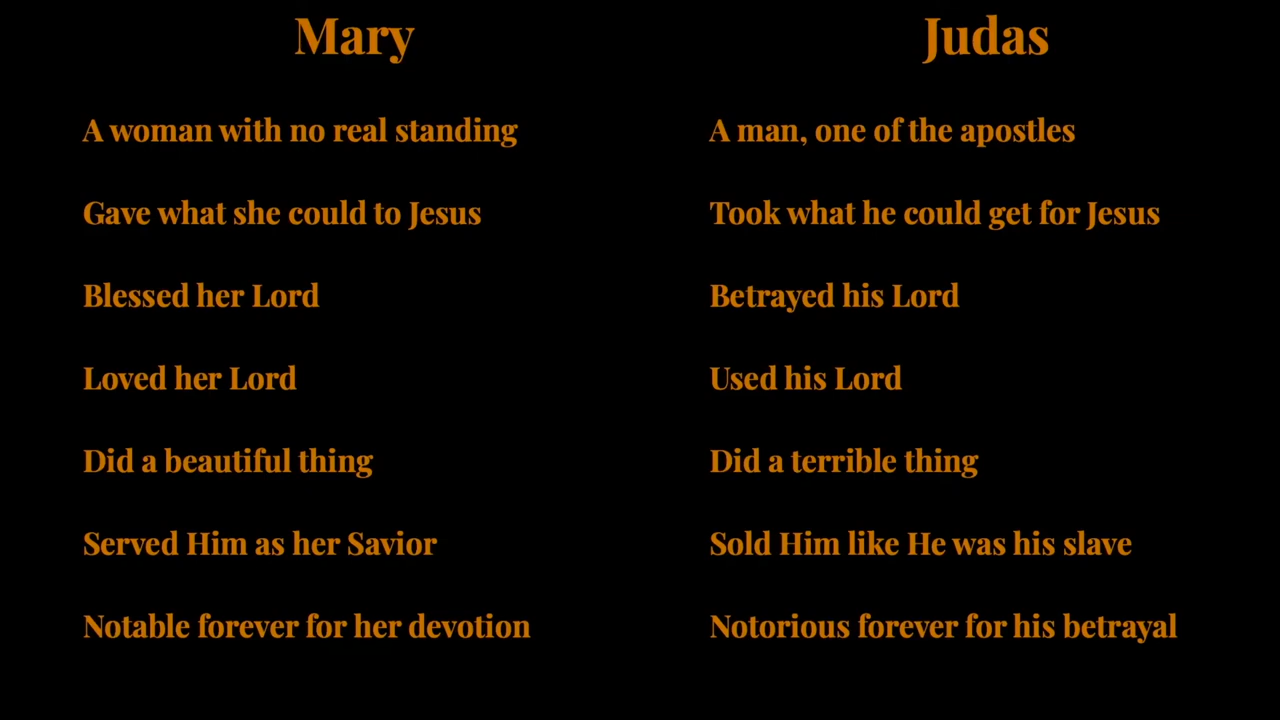 Mary
A woman with no real standing
Gave what she could to Jesus
Blessed her Lord
Loved her Lord
Did a beautiful thing
Served Him as her Savior
Notable forever for her devotion
Judas
A man, one of the apostles
Took what he could get for Jesus
Betrayed his Lord
Used his Lord
Did a terrible thing
Sold Him like He was his slave
Notorious forever for his betrayal